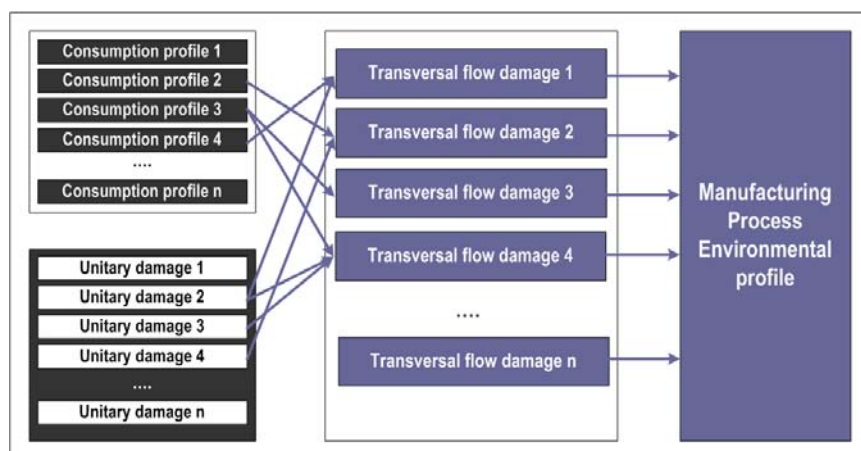 Consumption profile 1
Consumption profile 2
Consumption profile 3
Consumption profile 4
....
Consumption profile n
Unitary damage 1
Unitary damage 2
Unitary damage 3
Unitary damage 4
....
Unitary damage n
Transversal flow damage 1
Transversal flow damage 2
Transversal flow damage 3
Transversal flow damage 4
....
Transversal flow damage n
Manufacturing
Process
Environmental
profile